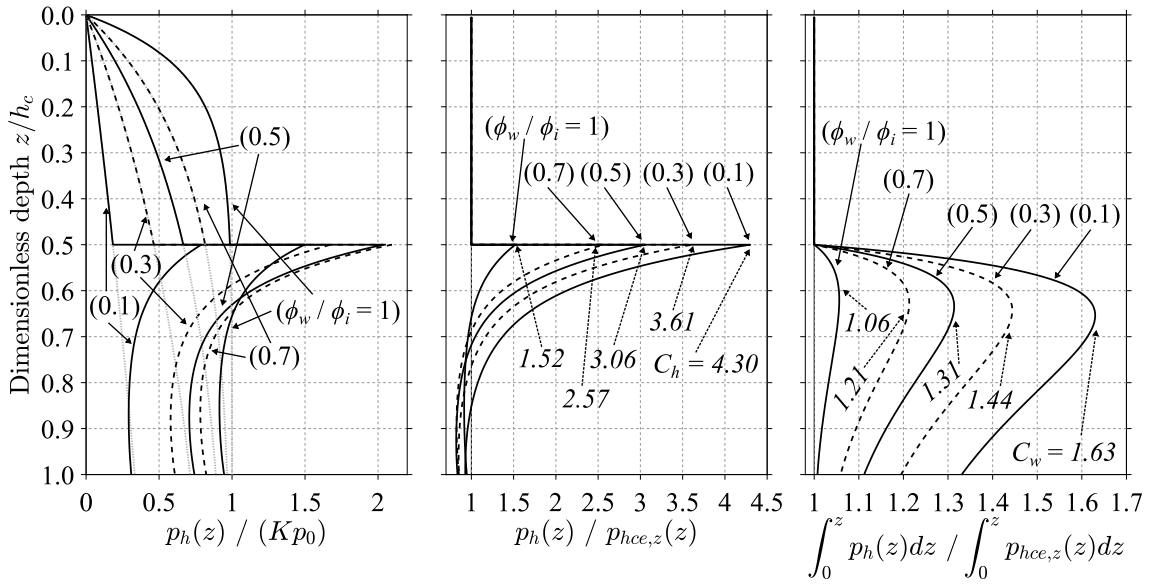 Dimensionless depth z/h_c
0.0
0.1
0.2
0.3
0.4
0.5
0.6
0.7
0.8
0.9
1.0
(0.5)
(0.3)
(0.1)
(ϕ_w / ϕ_i = 1)
(0.7)
0 0.5 1 1.5 2
p_h(z) / (Kp_0)
(ϕ_w / ϕ_i = 1)
(0.7) (0.5) (0.3) (0.1)
3.61
1.52 3.06 C_h = 4.30
2.57
1 1.5 2 2.5 3 3.5 4 4.5
p_h(z) / p_{hce,z}(z)
(ϕ_w / ϕ_i = 1)
(0.7)
(0.5) (0.3) (0.1)
1.06
1.21
1.31
1.44
C_w = 1.63
1 1.1 1.2 1.3 1.4 1.5 1.6 1.7
∫_0^z p_h(z)dz / ∫_0^z p_{hce,z}(z)dz